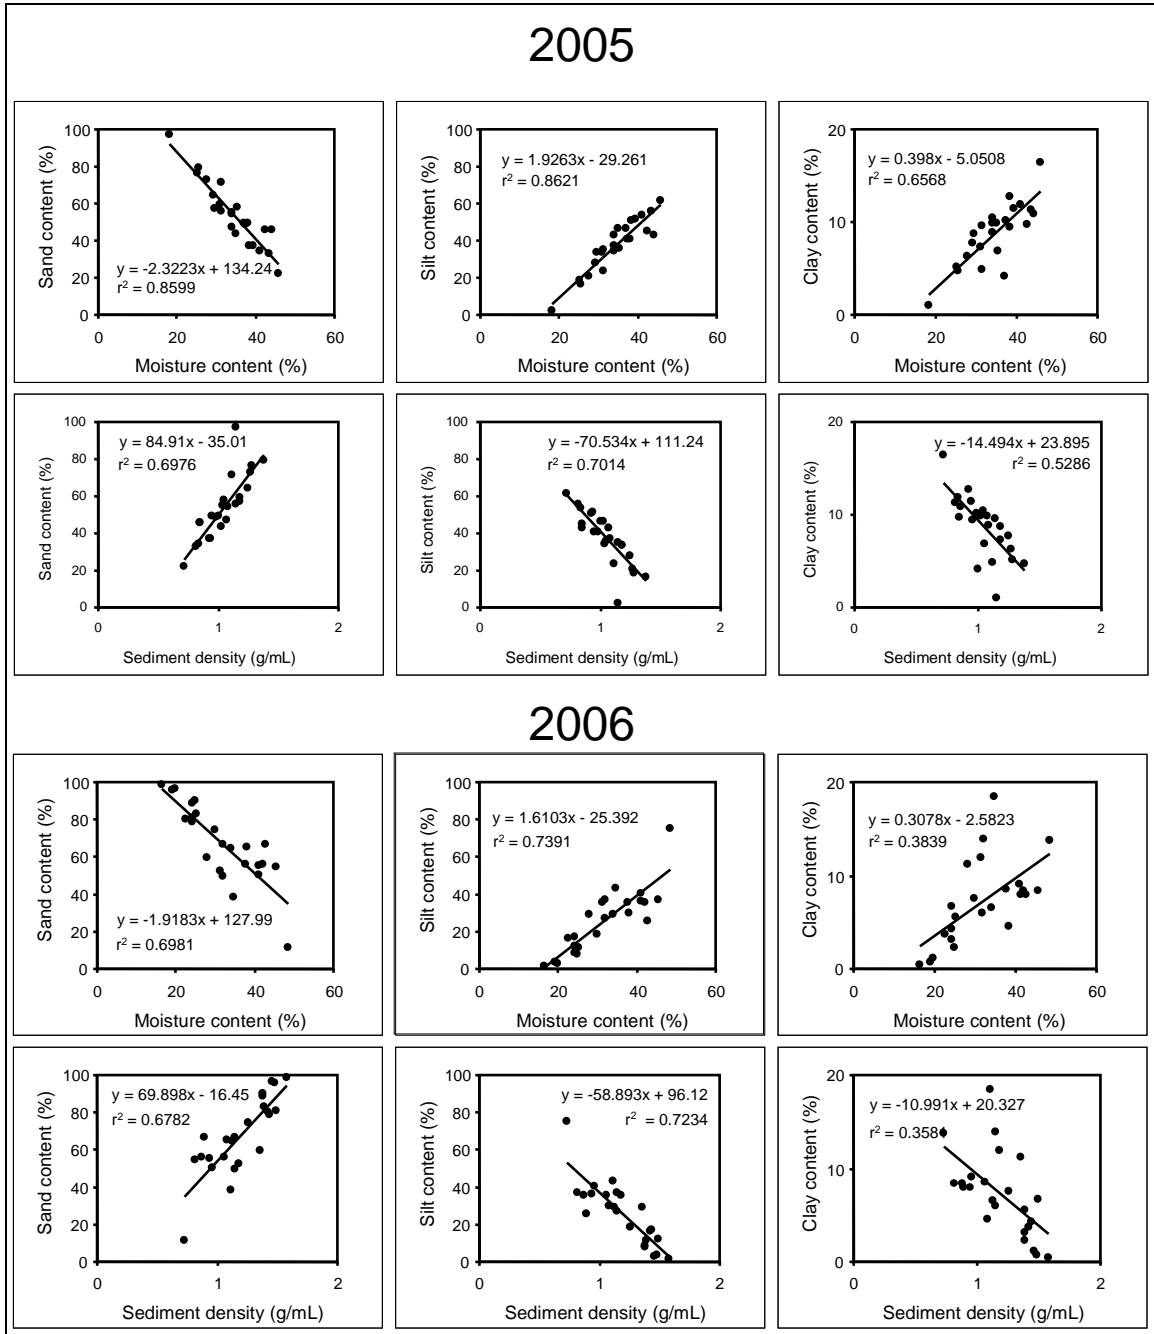 2005
100
80
60
40
20
0
Sand content (%)
y = -2.3223x + 134.24
r² = 0.8599
0 20 40 60
Moisture content (%)
100
80
60
40
20
0
Silt content (%)
y = 1.9263x - 29.261
r² = 0.8621
0 20 40 60
Moisture content (%)
20
10
0
Clay content (%)
y = 0.398x - 5.0508
r² = 0.6568
0 20 40 60
Moisture content (%)
100
80
60
40
20
0
Sand content (%)
y = 84.91x - 35.01
r² = 0.6976
0 1 2
Sediment density (g/mL)
100
80
60
40
20
0
Silt content (%)
y = -70.534x + 111.24
r² = 0.7014
0 1 2
Sediment density (g/mL)
20
10
0
Clay content (%)
y = -14.494x + 23.895
r² = 0.5286
0 1 2
Sediment density (g/mL)
2006
100
80
60
40
20
0
Sand content (%)
y = -1.9183x + 127.99
r² = 0.6981
0 20 40 60
Moisture content (%)
100
80
60
40
20
0
Silt content (%)
y = 1.6103x - 25.392
r² = 0.7391
0 20 40 60
Moisture content (%)
20
10
0
Clay content (%)
y = 0.3078x - 2.5823
r² = 0.3839
0 20 40 60
Moisture content (%)
100
80
60
40
20
0
Sand content (%)
y = 69.898x - 16.45
r² = 0.6782
0 1 2
Sediment density (g/mL)
100
80
60
40
20
0
Silt content (%)
y = -58.893x + 96.12
r² = 0.7234
0 1 2
Sediment density (g/mL)
20
10
0
Clay content (%)
y = -10.991x + 20.327
r² =
0 1 2
Sediment density (g/mL)